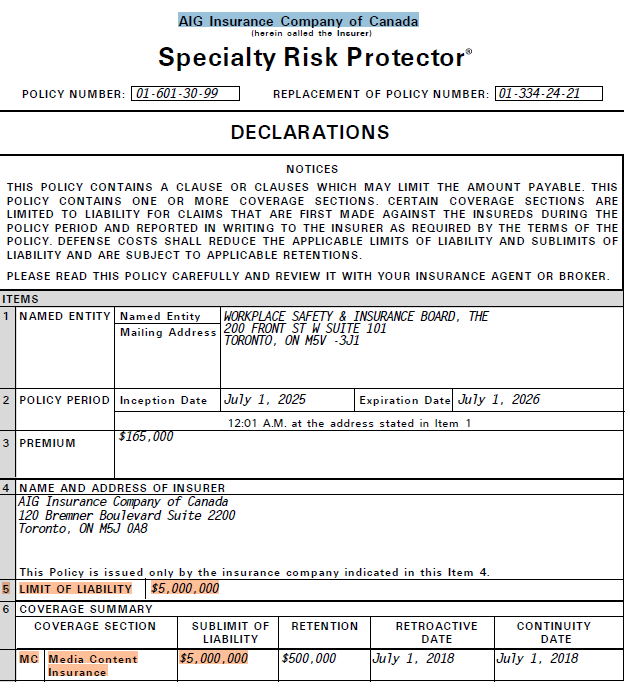 AIG Insurance Company of Canada
(herein called the Insurer)
Specialty Risk Protector®
POLICY NUMBER: 01-601-30-99 REPLACEMENT OF POLICY NUMBER: 01-334-24-21
DECLARATIONS
NOTICES
THIS POLICY CONTAINS A CLAUSE OR CLAUSES WHICH MAY LIMIT THE AMOUNT PAYABLE. THIS
POLICY CONTAINS ONE OR MORE COVERAGE SECTIONS. CERTAIN COVERAGE SECTIONS ARE
LIMITED TO LIABILITY FOR CLAIMS THAT ARE FIRST MADE AGAINST THE INSUREDS DURING THE
POLICY PERIOD AND REPORTED IN WRITING TO THE INSURER AS REQUIRED BY THE TERMS OF THE
POLICY. DEFENSE COSTS SHALL REDUCE THE APPLICABLE LIMITS OF LIABILITY AND SUBLIMITS OF
LIABILITY AND ARE SUBJECT TO APPLICABLE RETENTIONS.
PLEASE READ THIS POLICY CAREFULLY AND REVIEW IT WITH YOUR INSURANCE AGENT OR BROKER.
ITEMS
1 NAMED ENTITY Named Entity WORKPLACE SAFETY & INSURANCE BOARD, THE
Mailing Address 200 FRONT ST W SUITE 101
TORONTO, ON M5V -3J1
2 POLICY PERIOD Inception Date July 1, 2025 Expiration Date July 1, 2026
12:01 A.M. at the address stated in Item 1
3 PREMIUM $165,000
4 NAME AND ADDRESS OF INSURER
AIG Insurance Company of Canada
120 Bremner Boulevard Suite 2200
Toronto, ON M5J 0A8
This Policy is issued only by the insurance company indicated in this Item 4.
5 LIMIT OF LIABILITY $5,000,000
6 COVERAGE SUMMARY
COVERAGE SECTION SUBLIMIT OF RETENTION RETROACTIVE CONTINUITY
LIABILITY DATE DATE
MC Media Content $5,000,000 $500,000 July 1, 2018 July 1, 2018
Insurance